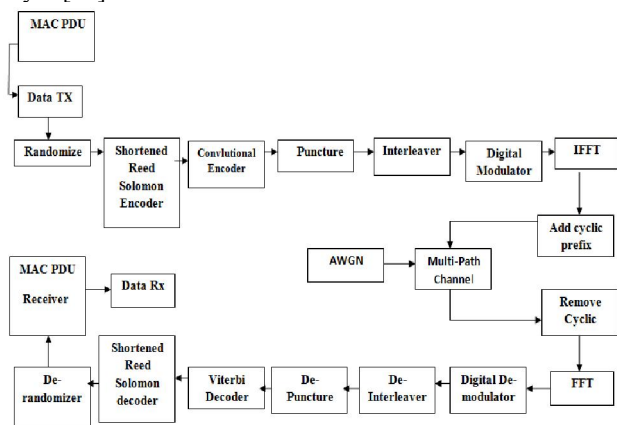 MAC PDU
Data TX
Randomize
Shortened
Reed
Solomon
Encoder
Convlutional
Encoder
Puncture
Interleaver
Digital
Modulator
IFFT
Add cyclic
prefix
AWGN
Multi-Path
Channel
Remove
Cyclic
FFT
Digital De-
modulator
De-
Interleaver
De-
Puncture
Viterbi
Decoder
Shortened
Reed
Solomon
decoder
De-
randomizer
MAC PDU
Receiver
Data Rx